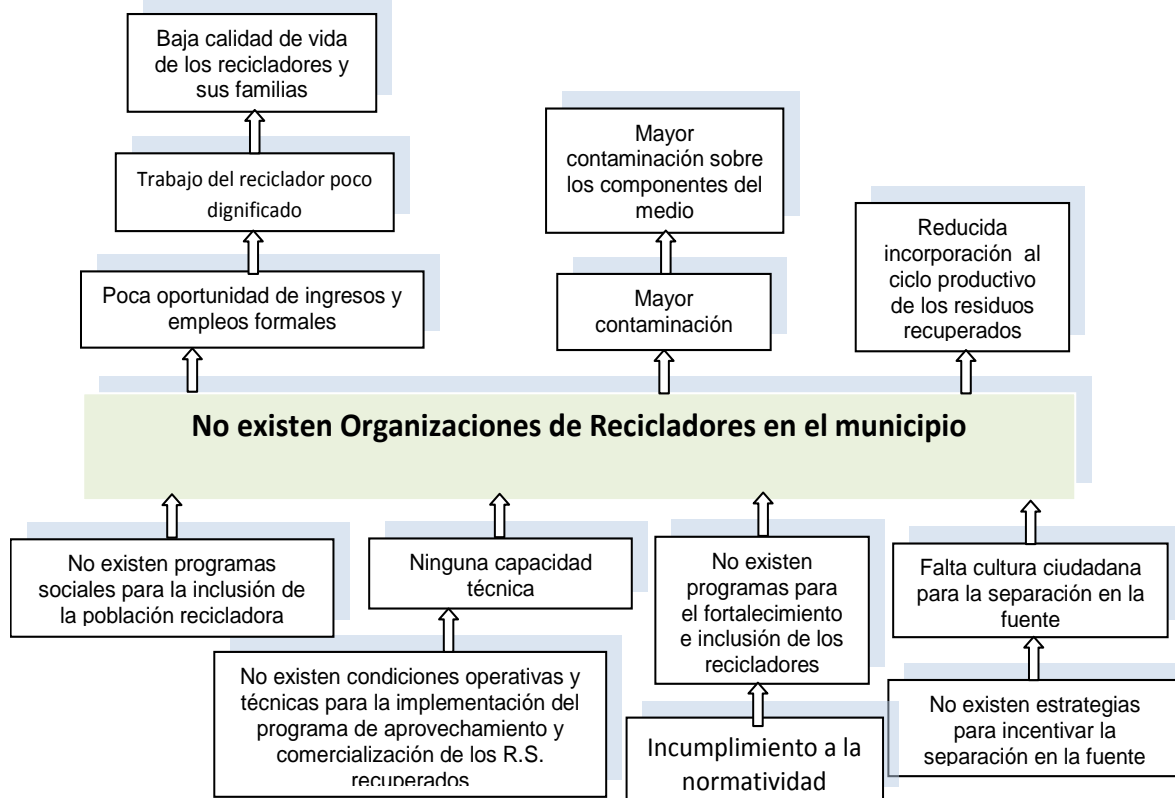 Baja calidad de vida
de los recicladores y
sus familias
Trabajo del reciclador poco
dignificado
Poca oportunidad de ingresos y
empleos formales
Mayor
contaminación sobre
los componentes del
medio
Mayor
contaminación
Reducida
incorporación al
ciclo productivo
de los residuos
recuperados
No existen Organizaciones de Recicladores en el municipio
No existen programas
sociales para la inclusión de
la población recicladora
Ninguna capacidad
técnica
No existen
programas para
el fortalecimiento
e inclusión de los
recicladores
Falta cultura ciudadana
para la separación en la
fuente
No existen condiciones operativas y
técnicas para la implementación del
programa de aprovechamiento y
comercialización de los R.S.
recuperados
Incumplimiento a la
normatividad
No existen estrategias
para incentivar la
separación en la fuente